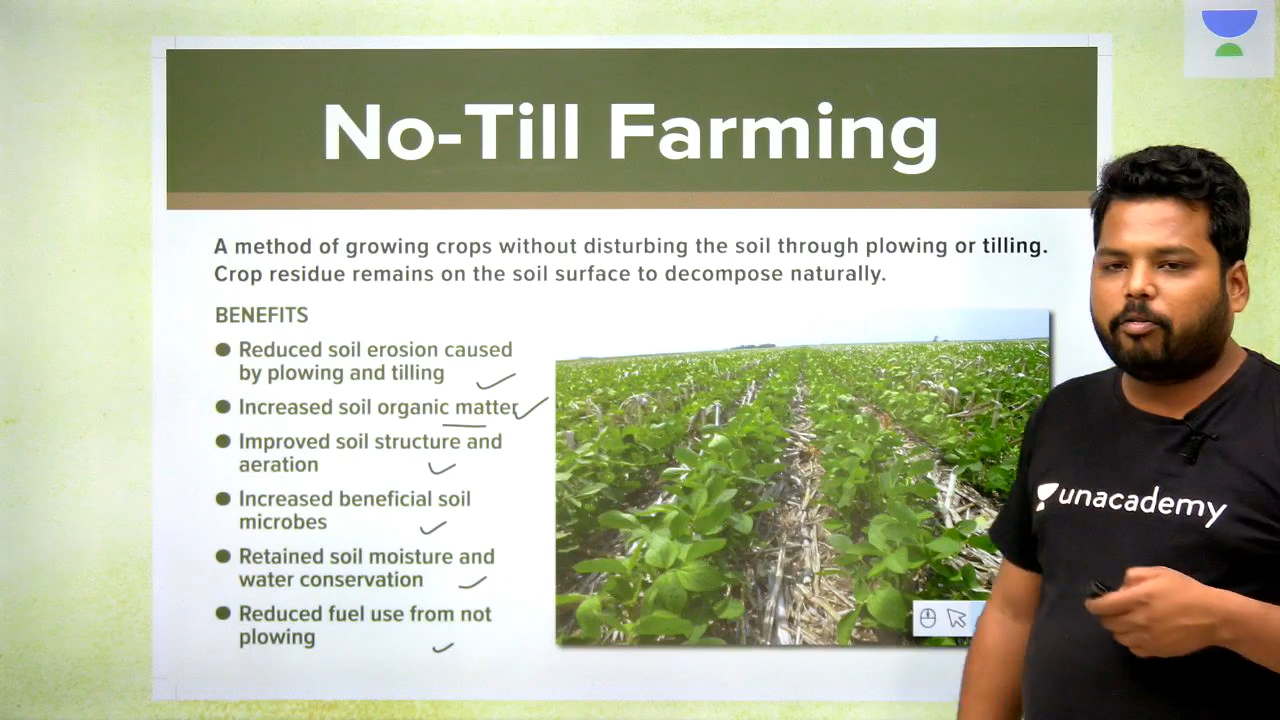 No-Till Farming
A method of growing crops without disturbing the soil through plowing or tilling.
Crop residue remains on the soil surface to decompose naturally.
BENEFITS
Reduced soil erosion caused
by plowing and tilling
Increased soil organic matter
Improved soil structure and
aeration
Increased beneficial soil
microbes
Retained soil moisture and
water conservation
Reduced fuel use from not
plowing
unacademy